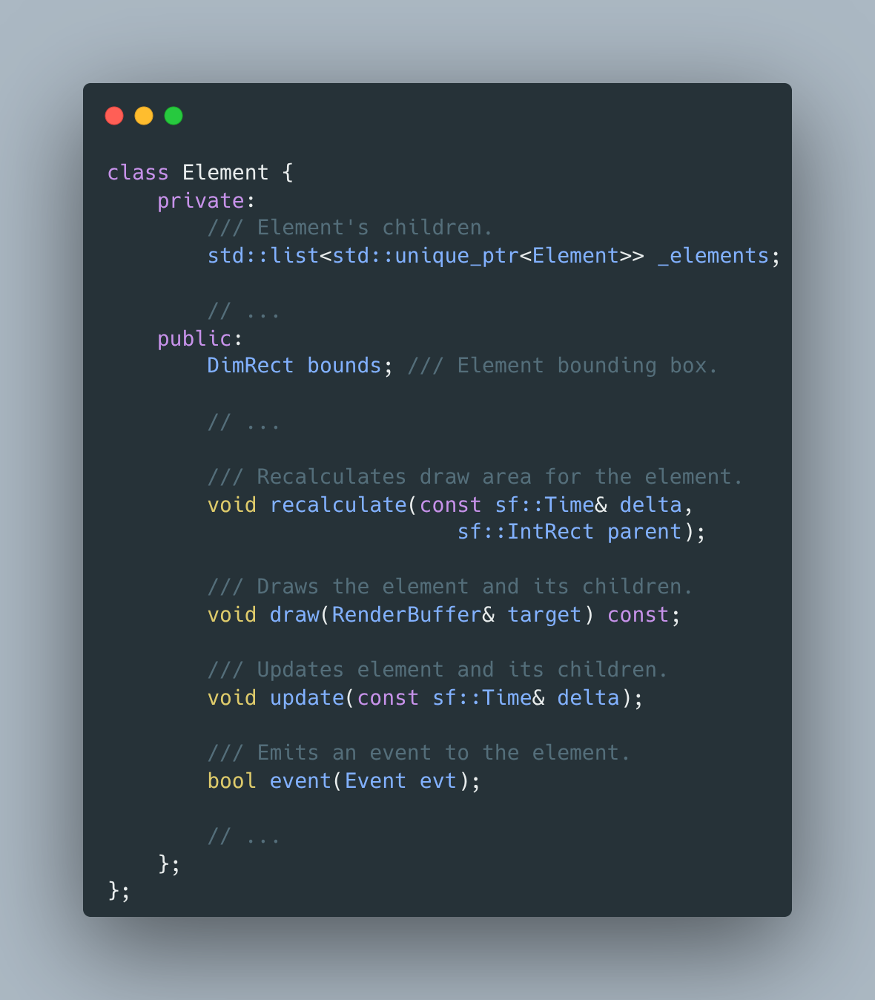 class Element {
    private:
        /// Element's children.
        std::list<std::unique_ptr<Element>> _elements;

        // ...
    public:
        DimRect bounds; /// Element bounding box.

        // ...

        /// Recalculates draw area for the element.
        void recalculate(const sf::Time& delta,
                            sf::IntRect parent);

        /// Draws the element and its children.
        void draw(RenderBuffer& target) const;

        /// Updates element and its children.
        void update(const sf::Time& delta);

        /// Emits an event to the element.
        bool event(Event evt);

        // ...
    };
};